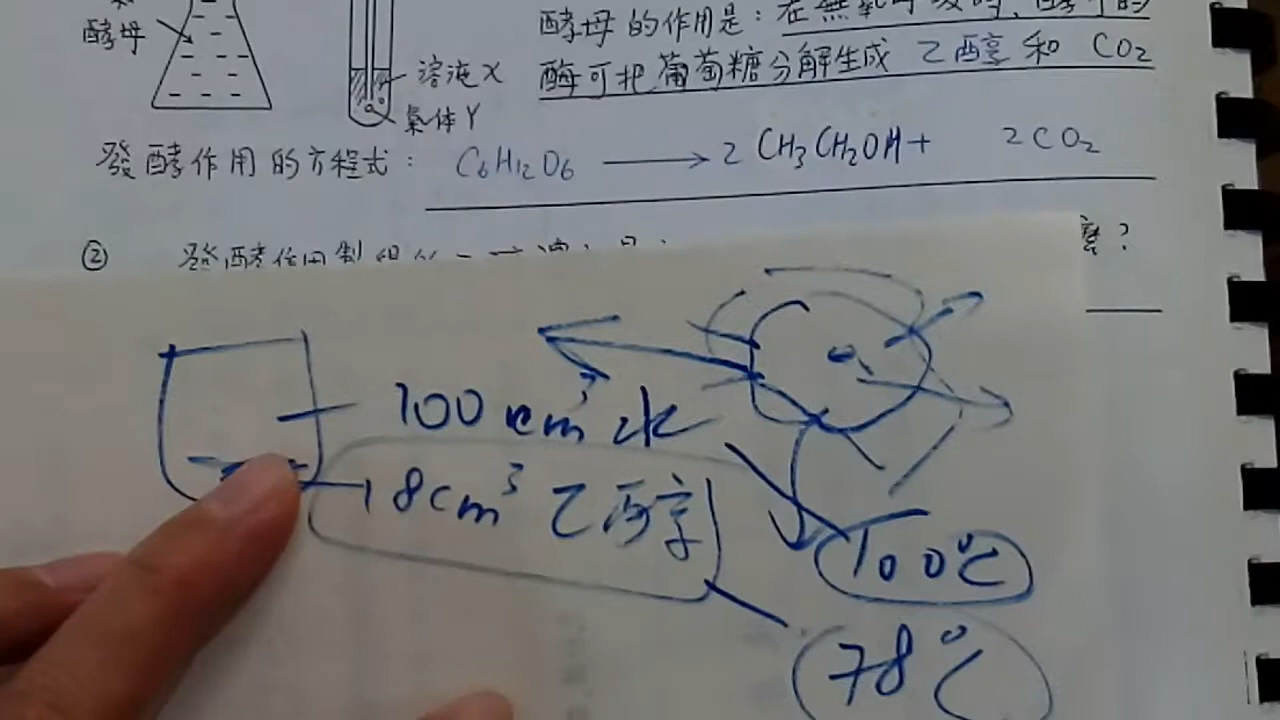 酵母
酵母的作用是：在無氧呼吸時，酵母的
酶可把葡萄糖分解生成 乙醇 和 CO2
溶液X
氣体Y
發酵作用的方程式： C6H12O6 ⟶ 2 CH3CH2OH + 2CO2
②
？
100 cm³ 水
18cm³ 乙醇
100℃
78℃